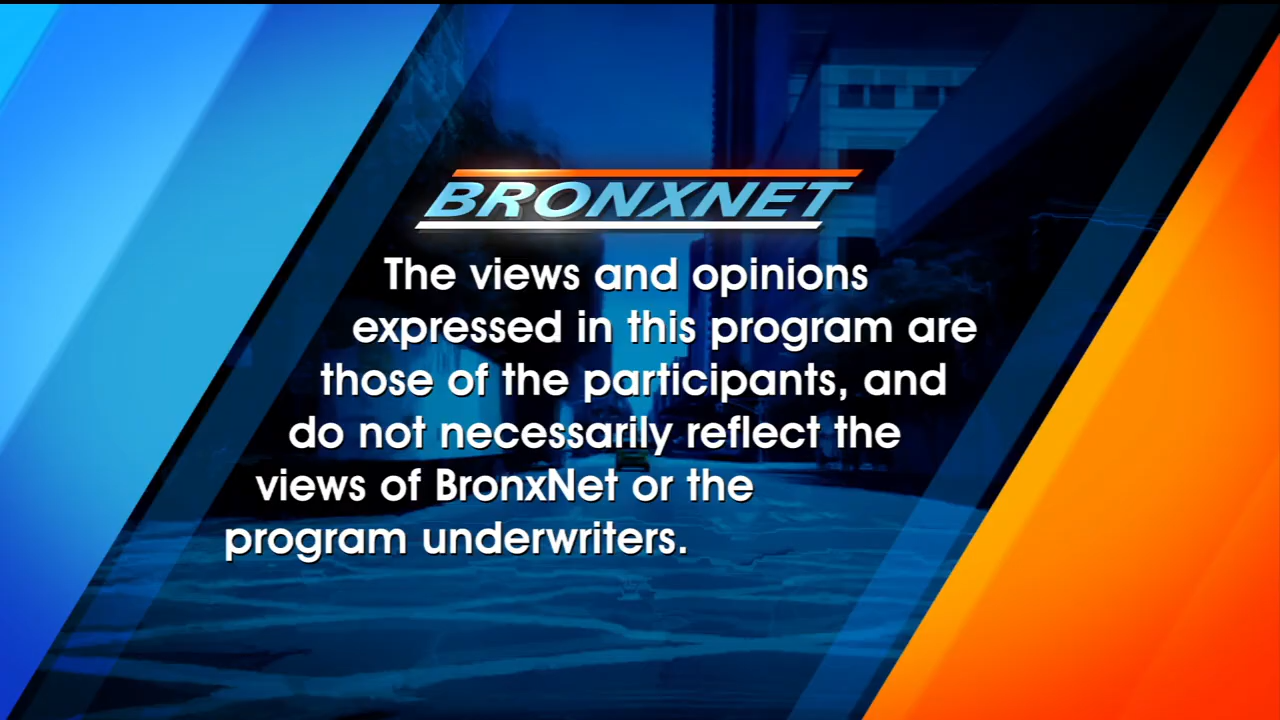 BRONXNET
The views and opinions
expressed in this program are
those of the participants, and
do not necessarily reflect the
views of BronxNet or the
program underwriters.